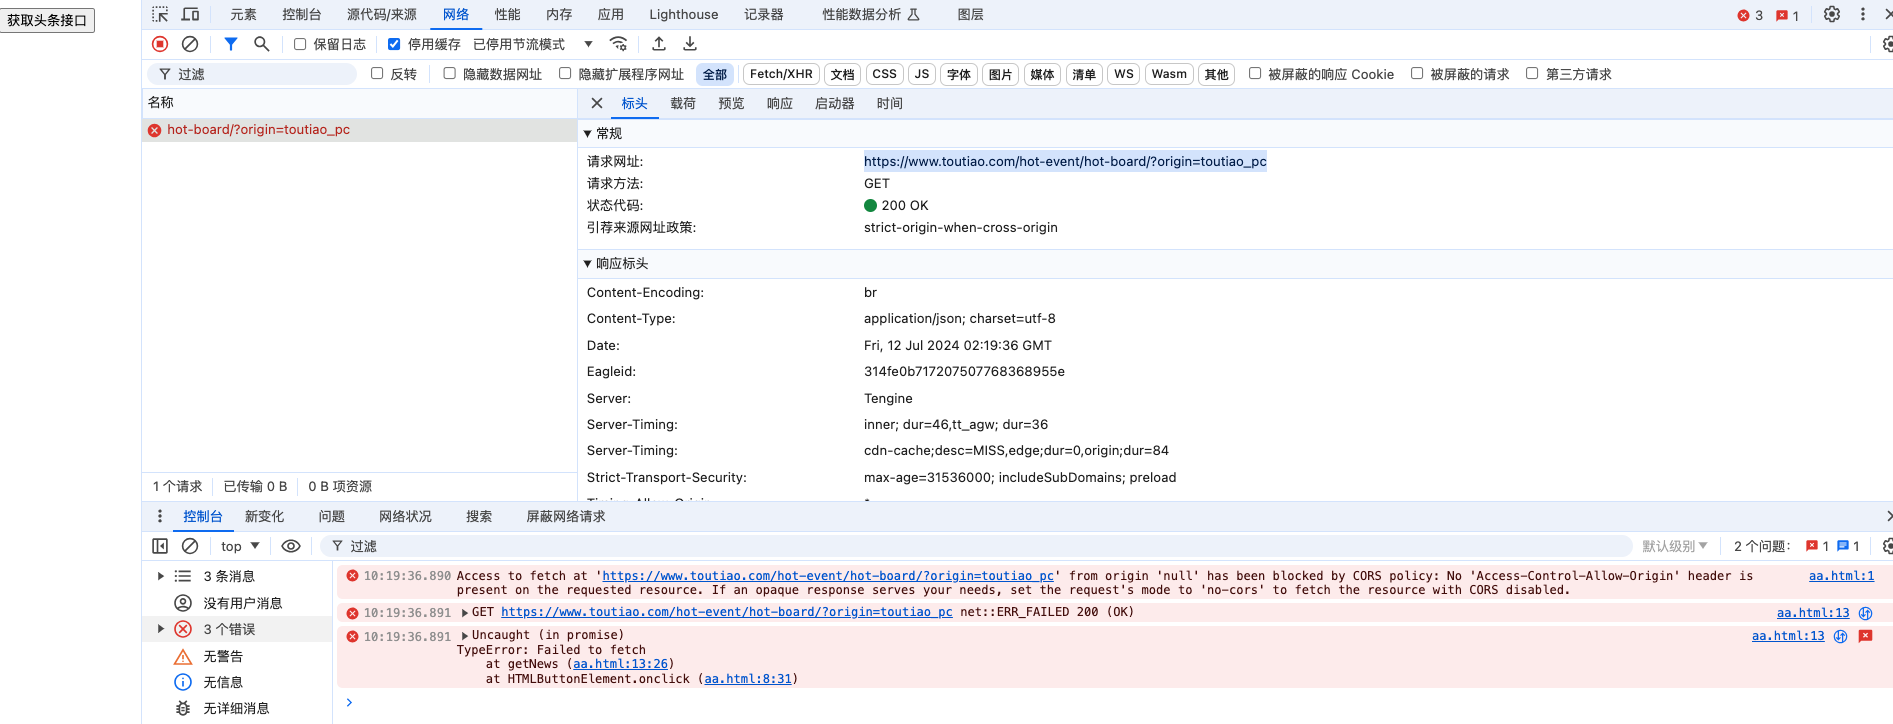 获取头条接口
元素 控制台 源代码/来源 网络 性能 内存 应用 Lighthouse 记录器 性能数据分析 图层 3 1
保留日志 停用缓存 已停用节流模式
过滤 反转 隐藏数据网址 隐藏扩展程序网址 全部 Fetch/XHR 文档 CSS JS 字体 图片 媒体 清单 WS Wasm 其他 被屏蔽的响应 Cookie 被屏蔽的请求 第三方请求
名称
hot-board/?origin=toutiao_pc
标头 载荷 预览 响应 启动器 时间
常规
请求网址: https://www.toutiao.com/hot-event/hot-board/?origin=toutiao_pc
请求方法: GET
状态代码: 200 OK
引荐来源网址政策: strict-origin-when-cross-origin
响应标头
Content-Encoding: br
Content-Type: application/json; charset=utf-8
Date: Fri, 12 Jul 2024 02:19:36 GMT
Eagleid: 314fe0b717207507768368955e
Server: Tengine
Server-Timing: inner; dur=46,tt_agw; dur=36
Server-Timing: cdn-cache;desc=MISS,edge;dur=0,origin;dur=84
Strict-Transport-Security: max-age=31536000; includeSubDomains; preload
1 个请求 已传输 0 B 0 B 项资源
控制台 新变化 问题 网络状况 搜索 屏蔽网络请求
top 过滤 默认级别 2 个问题: 1 1
3 条消息
没有用户消息
3 个错误
无警告
无信息
无详细消息
10:19:36.890 Access to fetch at 'https://www.toutiao.com/hot-event/hot-board/?origin=toutiao_pc' from origin 'null' has been blocked by CORS policy: No 'Access-Control-Allow-Origin' header is aa.html:1
present on the requested resource. If an opaque response serves your needs, set the request's mode to 'no-cors' to fetch the resource with CORS disabled.
10:19:36.891 GET https://www.toutiao.com/hot-event/hot-board/?origin=toutiao_pc net::ERR_FAILED 200 (OK) aa.html:13
10:19:36.891 Uncaught (in promise) aa.html:13
TypeError: Failed to fetch
at getNews (aa.html:13:26)
at HTMLButtonElement.onclick (aa.html:8:31)